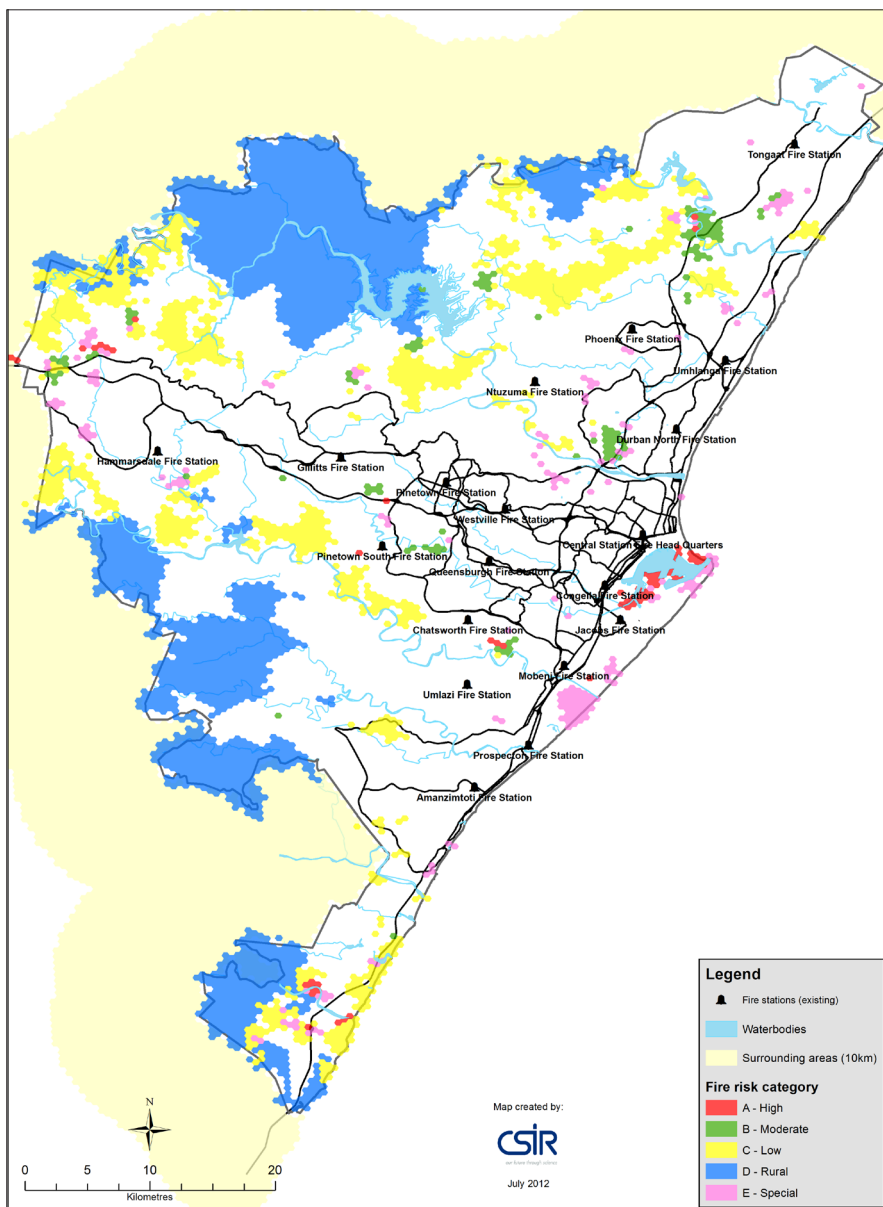 Tongaat Fire Station
Phoenix Fire Station
Umhlanga Fire Station
Ntuzuma Fire Station
Durban North Fire Station
Hammarsdale Fire Station
Gillitts Fire Station
Pinetown Fire Station
Westville Fire Station
Central Station Fire Head Quarters
Pinetown South Fire Station
Queensburgh Fire Station
Congella Fire Station
Chatsworth Fire Station
Jacobs Fire Station
Mobeni Fire Station
Umlazi Fire Station
Prospecton Fire Station
Amanzimtoti Fire Station
Legend
Fire stations (existing)
Waterbodies
Surrounding areas (10km)
Fire risk category
A - High
B - Moderate
C - Low
D - Rural
E - Special
Map created by:
CSIR
July 2012
N
0 5 10 20
Kilometres